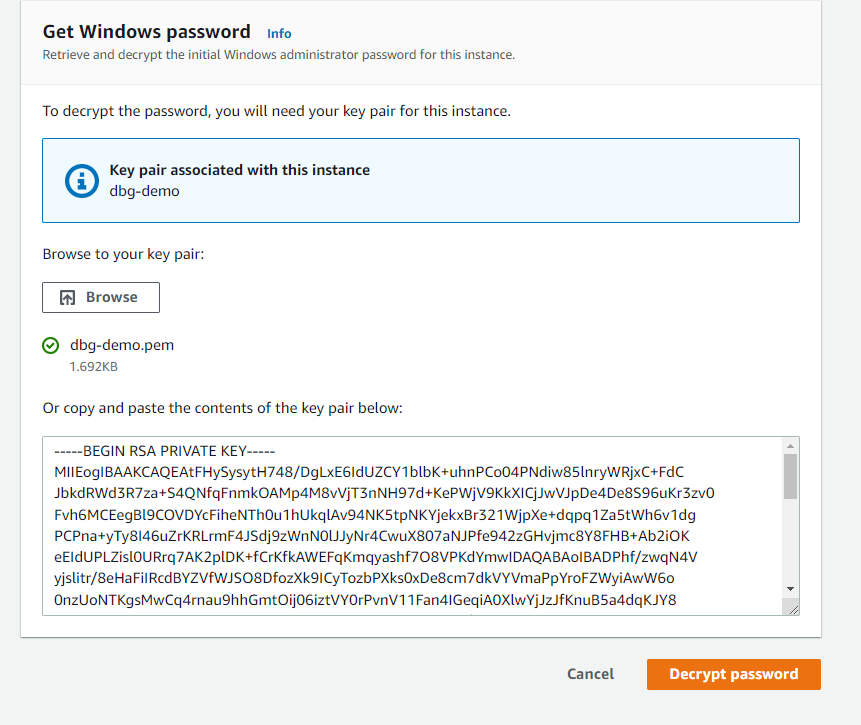 Get Windows password Info
Retrieve and decrypt the initial Windows administrator password for this instance.
To decrypt the password, you will need your key pair for this instance.
Key pair associated with this instance
dbg-demo
Browse to your key pair:
Browse
dbg-demo.pem
1.692KB
Or copy and paste the contents of the key pair below:
-----BEGIN RSA PRIVATE KEY-----
MIIEogIBAAKCAQEAtFHySysytH748/DgLxE6IdUZCY1blbK+uhnPCo04PNdiw85lnryWRjxC+FdC
JbkdRWd3R7za+S4QNfqFnmkOAMp4M8vVjT3nNH97d+KePWjV9KkXICjJwVJpDe4De8S96uKr3zv0
Fvh6MCEegBl9COVDYcFiheNTh0u1hUkqlAv94NK5tpNKYjekxBr321WjpXe+dqpq1Za5tWh6v1dg
PCPna+yTy8I46uZrKRLrmF4JSdj9zWnN0lJJyNr4CwuX807aNJPfe942zGHvjmc8Y8FHB+Ab2iOK
eEIdUPLZisl0URrq7AK2plDK+fCrKfkAWEFqKmqyashf7O8VPKdYmwIDAQABAoIBADPhf/zwqN4V
yjslitr/8eHaFiIRcdBYZVfWJSO8DfozXk9ICyTozbPXks0xDe8cm7dkVYVmaPpYroFZWyiAwW6o
0nzUoNTKgsMwCq4rnau9hhGmtOij06iztVY0rPvnV11Fan4IGeqiA0XlwYjJzJfKnuB5a4dqKJY8
Cancel
Decrypt password